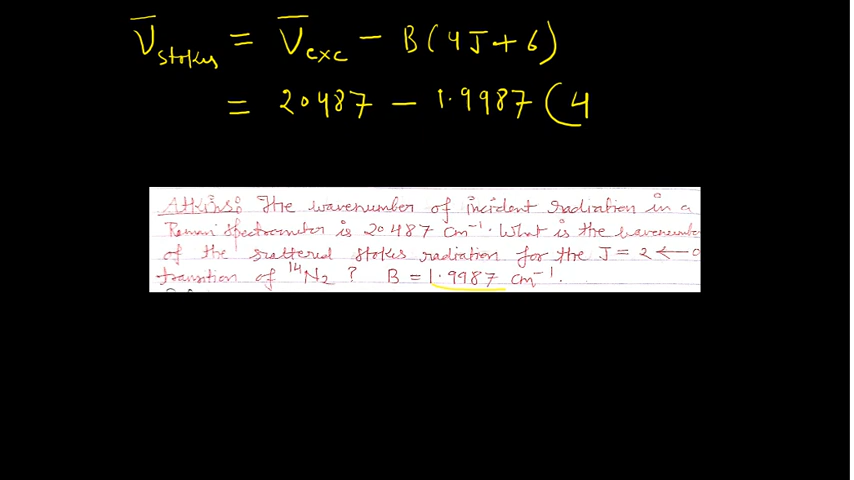 ν̅stokes = ν̅exc − B(4J+6)
= 20487 − 1.9987 (4
Atkins: The wavenumber of incident radiation in a
Raman Spectrometer is 20487 cm⁻¹. What is the wavenumber
of the scattered stokes radiation for the J = 2 ← 0
transition of ¹⁴N₂ ? B = 1.9987 cm⁻¹.